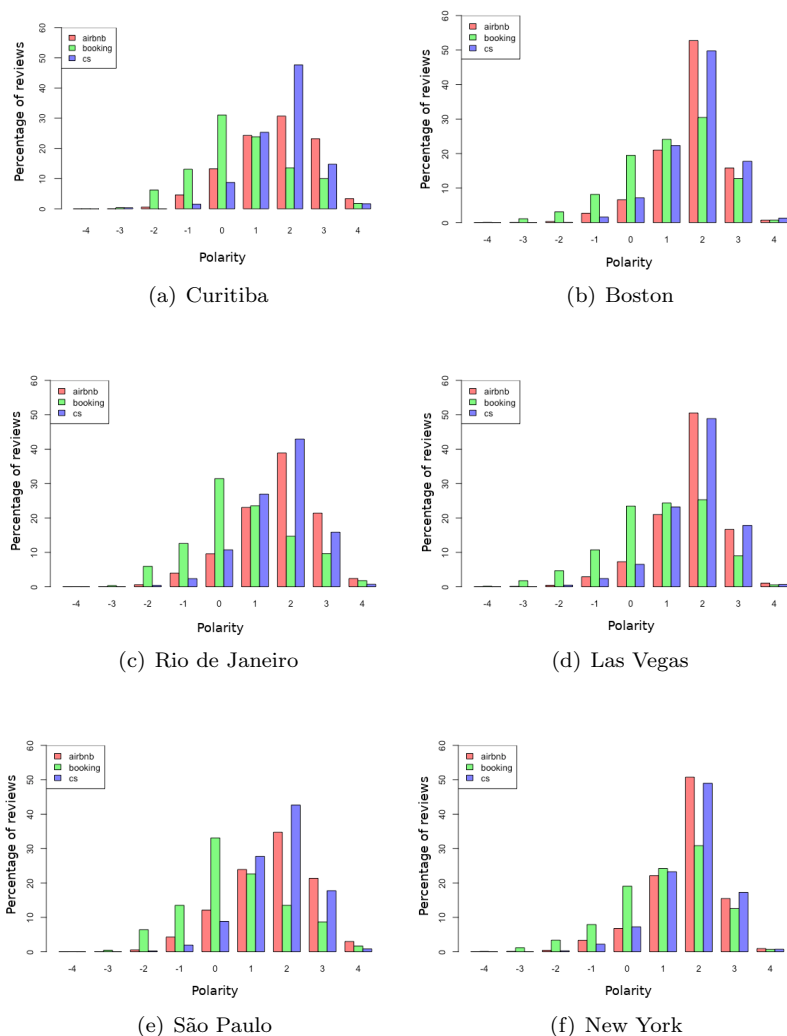 60
50
40
30
20
10
0
Percentage of reviews
airbnb
booking
cs
-4 -3 -2 -1 0 1 2 3 4
Polarity
(a) Curitiba
60
50
40
30
20
10
0
Percentage of reviews
airbnb
booking
cs
-4 -3 -2 -1 0 1 2 3 4
Polarity
(b) Boston
60
50
40
30
20
10
0
Percentage of reviews
airbnb
booking
cs
-4 -3 -2 -1 0 1 2 3 4
Polarity
(c) Rio de Janeiro
60
50
40
30
20
10
0
Percentage of reviews
airbnb
booking
cs
-4 -3 -2 -1 0 1 2 3 4
Polarity
(d) Las Vegas
60
50
40
30
20
10
0
Percentage of reviews
airbnb
booking
cs
-4 -3 -2 -1 0 1 2 3 4
Polarity
(e) São Paulo
60
50
40
30
20
10
0
Percentage of reviews
airbnb
booking
cs
-4 -3 -2 -1 0 1 2 3 4
Polarity
(f) New York